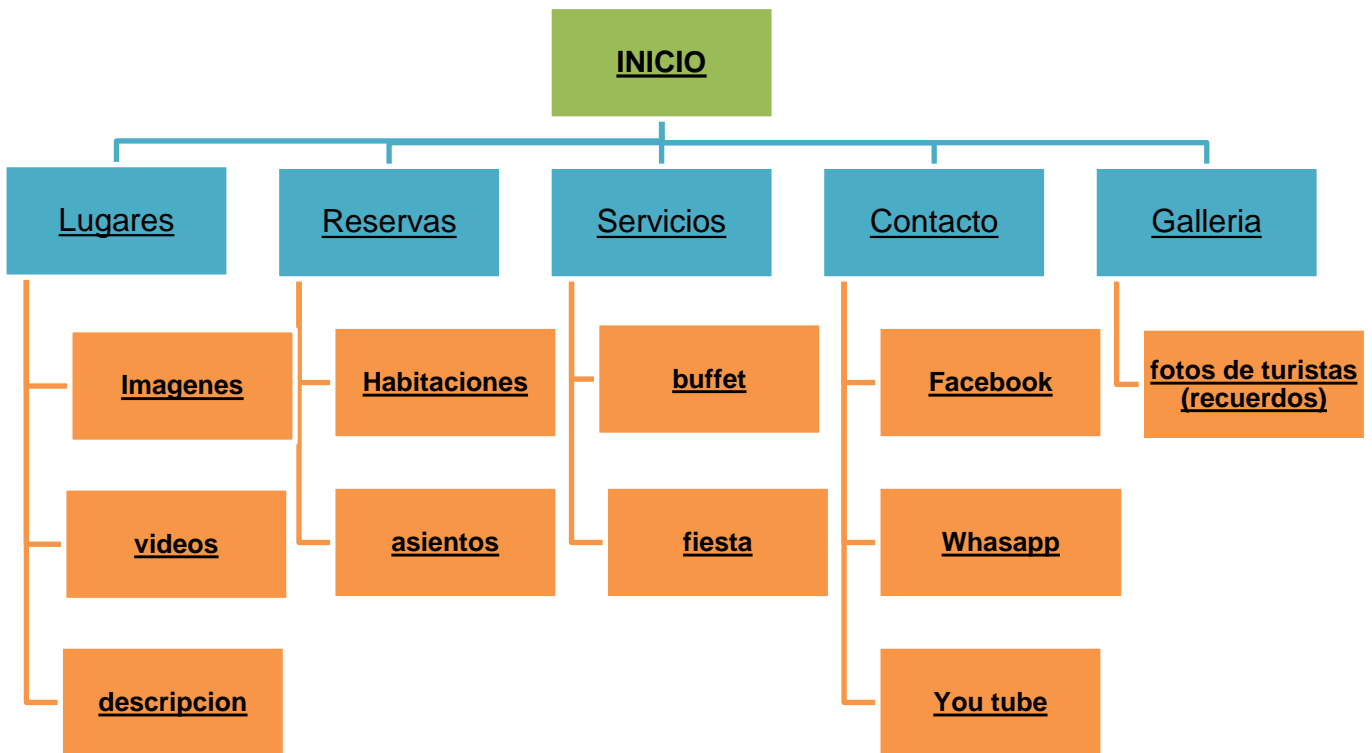 INICIO
Lugares
Reservas
Servicios
Contacto
Galleria
Imagenes
Habitaciones
buffet
Facebook
fotos de turistas
(recuerdos)
videos
asientos
fiesta
Whasapp
descripcion
You tube